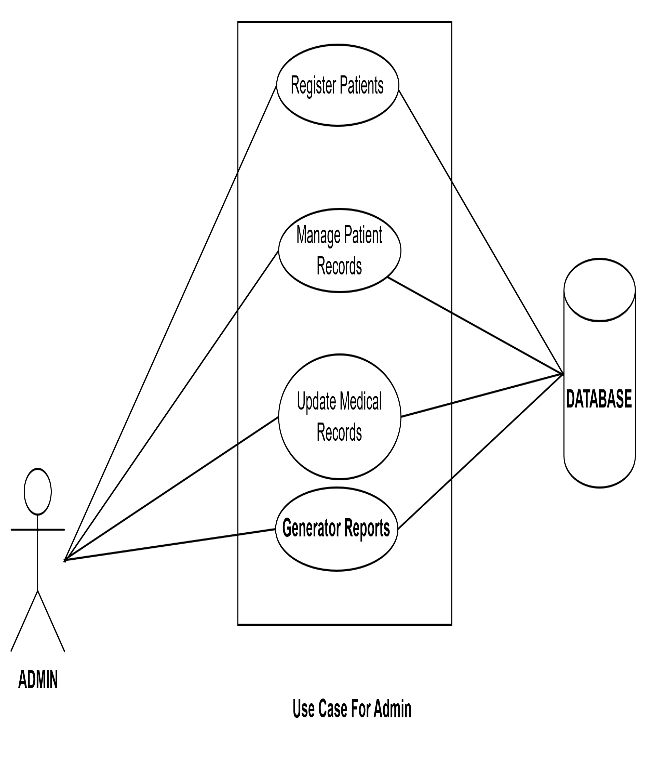 Register Patients
Manage Patient
Records
Update Medical
Records
Generator Reports
DATABASE
ADMIN
Use Case For Admin